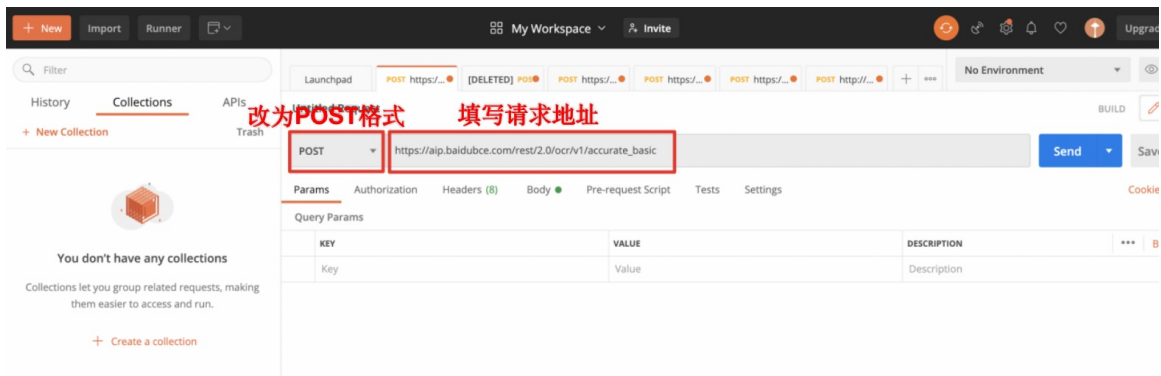 + New Import Runner My Workspace Invite Upgrad
Filter
Launchpad POST https:/... [DELETED] POS POST https:/... POST https:/... POST https:/... POST http://... + ••• No Environment
History Collections APIs
Untitled Request BUILD
改为POST格式 填写请求地址
+ New Collection Trash
POST https://aip.baidubce.com/rest/2.0/ocr/v1/accurate_basic Send Save
Params Authorization Headers (8) Body Pre-request Script Tests Settings Cookie
Query Params
KEY VALUE DESCRIPTION ••• B
Key Value Description
You don't have any collections
Collections let you group related requests, making
them easier to access and run.
+ Create a collection